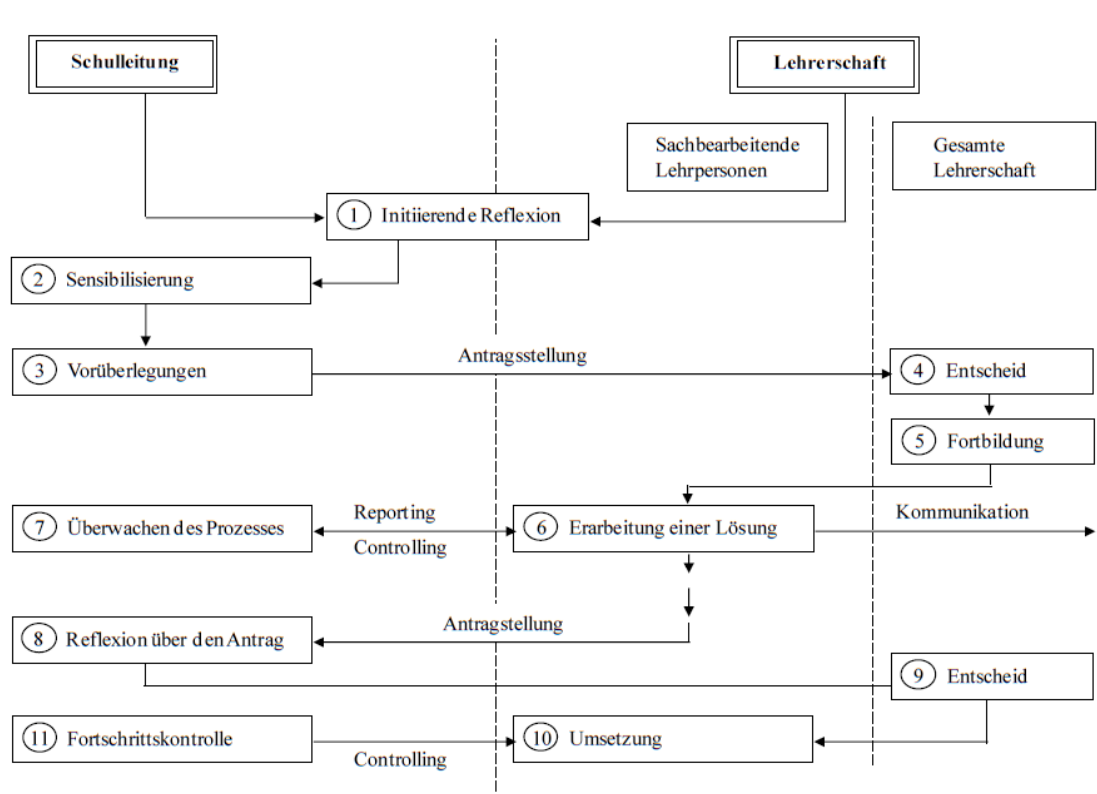 Schulleitung
Lehrerschaft
Sachbearbeitende
Lehrpersonen
Gesamte
Lehrerschaft
1 Initiierende Reflexion
2 Sensibilisierung
Antragsstellung
3 Vorüberlegungen
4 Entscheid
5 Fortbildung
7 Überwachen des Prozesses
Reporting
Controlling
6 Erarbeitung einer Lösung
Kommunikation
Antragstellung
8 Reflexion über den Antrag
9 Entscheid
11 Fortschrittskontrolle
Controlling
10 Umsetzung